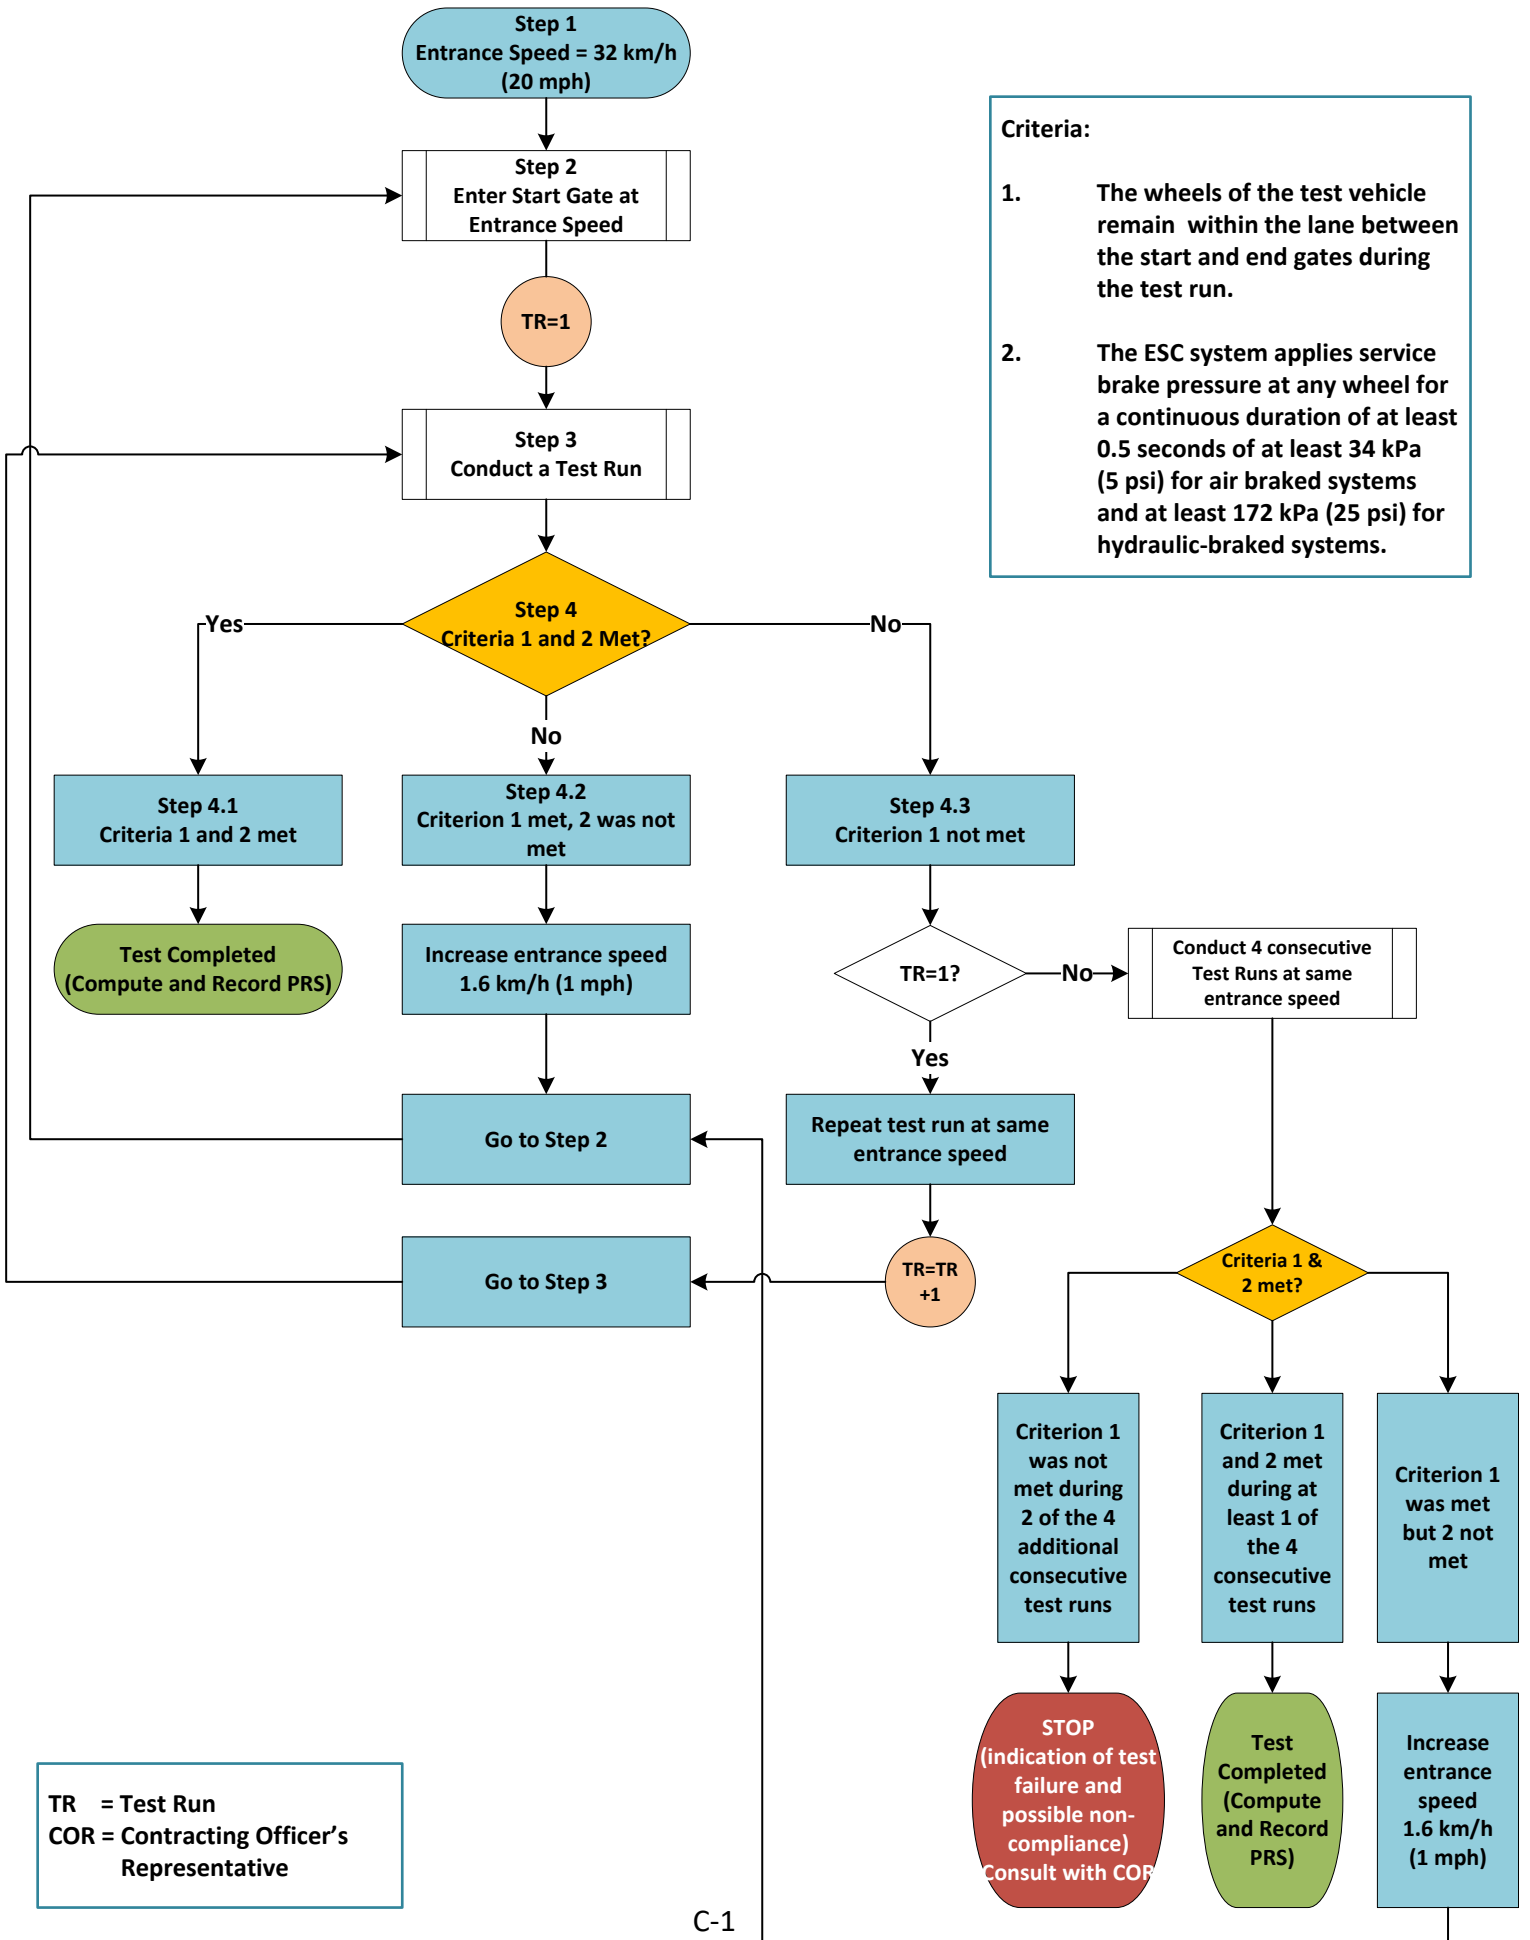 Step 1
Entrance Speed = 32 km/h
(20 mph)
Step 2
Enter Start Gate at
Entrance Speed
TR=1
Step 3
Conduct a Test Run
Criteria:
1. The wheels of the test vehicle
remain within the lane between
the start and end gates during
the test run.
2. The ESC system applies service
brake pressure at any wheel for
a continuous duration of at least
0.5 seconds of at least 34 kPa
(5 psi) for air braked systems
and at least 172 kPa (25 psi) for
hydraulic-braked systems.
Step 4
Criteria 1 and 2 Met?
Yes
No
No
Step 4.1
Criteria 1 and 2 met
Step 4.2
Criterion 1 met, 2 was not
met
Step 4.3
Criterion 1 not met
Test Completed
(Compute and Record PRS)
Increase entrance speed
1.6 km/h (1 mph)
TR=1?
No
Conduct 4 consecutive
Test Runs at same
entrance speed
Yes
Go to Step 2
Repeat test run at same
entrance speed
Go to Step 3
TR=TR
+1
Criteria 1 &
2 met?
Criterion 1
was not
met during
2 of the 4
additional
consecutive
test runs
Criterion 1
and 2 met
during at
least 1 of
the 4
consecutive
test runs
Criterion 1
was met
but 2 not
met
STOP
(indication of test
failure and
possible non-
compliance)
Consult with COR
Test
Completed
(Compute
and Record
PRS)
Increase
entrance
speed
1.6 km/h
(1 mph)
TR = Test Run
COR = Contracting Officer's
Representative
C-1